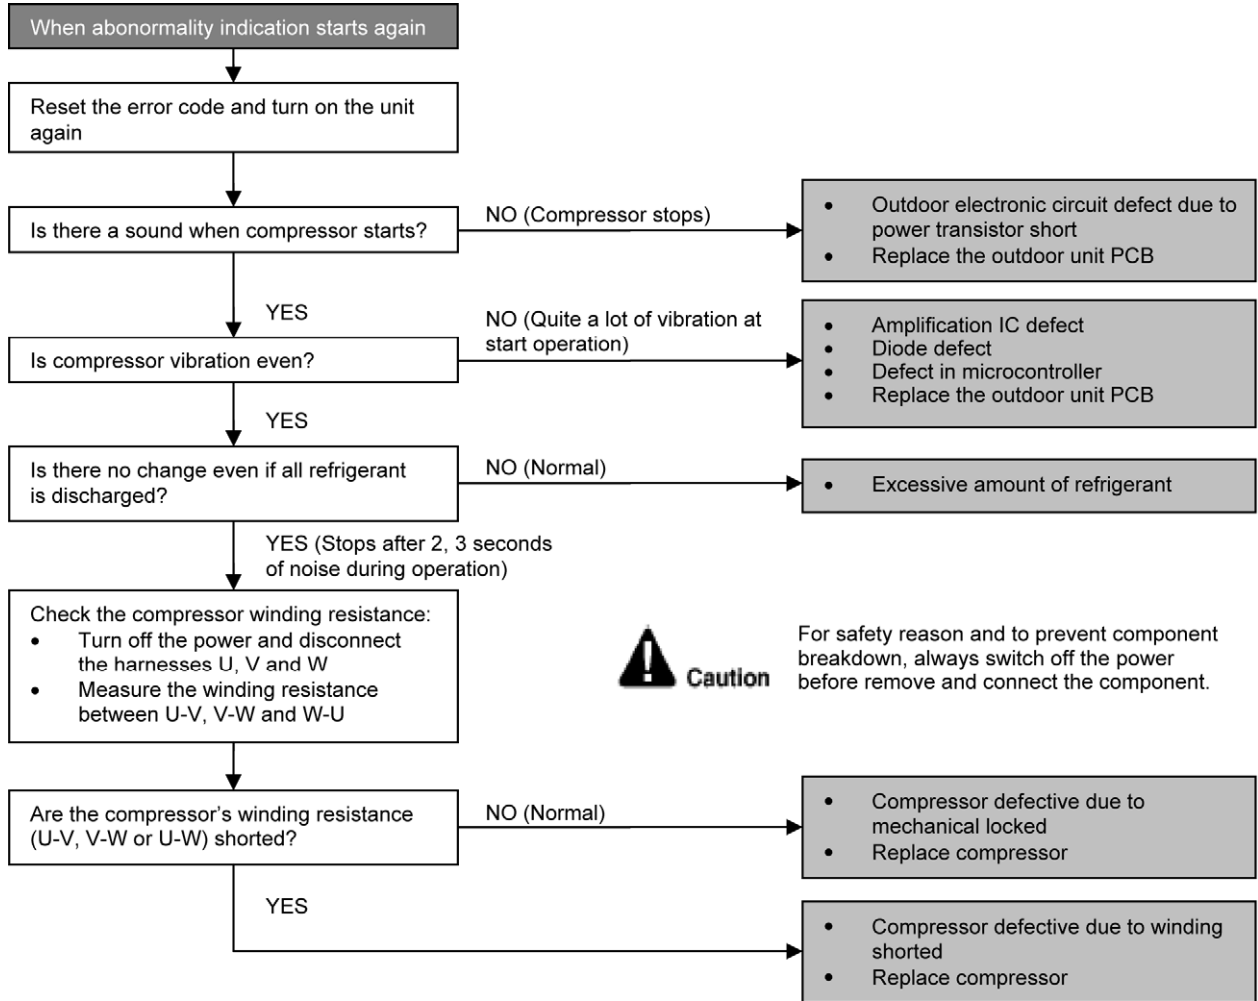 When abonormality indication starts again
Reset the error code and turn on the unit
again
Is there a sound when compressor starts?
NO (Compressor stops)
• Outdoor electronic circuit defect due to
power transistor short
• Replace the outdoor unit PCB
YES
Is compressor vibration even?
NO (Quite a lot of vibration at
start operation)
• Amplification IC defect
• Diode defect
• Defect in microcontroller
• Replace the outdoor unit PCB
YES
Is there no change even if all refrigerant
is discharged?
NO (Normal)
• Excessive amount of refrigerant
YES (Stops after 2, 3 seconds
of noise during operation)
Check the compressor winding resistance:
• Turn off the power and disconnect
the harnesses U, V and W
• Measure the winding resistance
between U-V, V-W and W-U
Caution
For safety reason and to prevent component
breakdown, always switch off the power
before remove and connect the component.
Are the compressor’s winding resistance
(U-V, V-W or U-W) shorted?
NO (Normal)
• Compressor defective due to
mechanical locked
• Replace compressor
YES
• Compressor defective due to winding
shorted
• Replace compressor